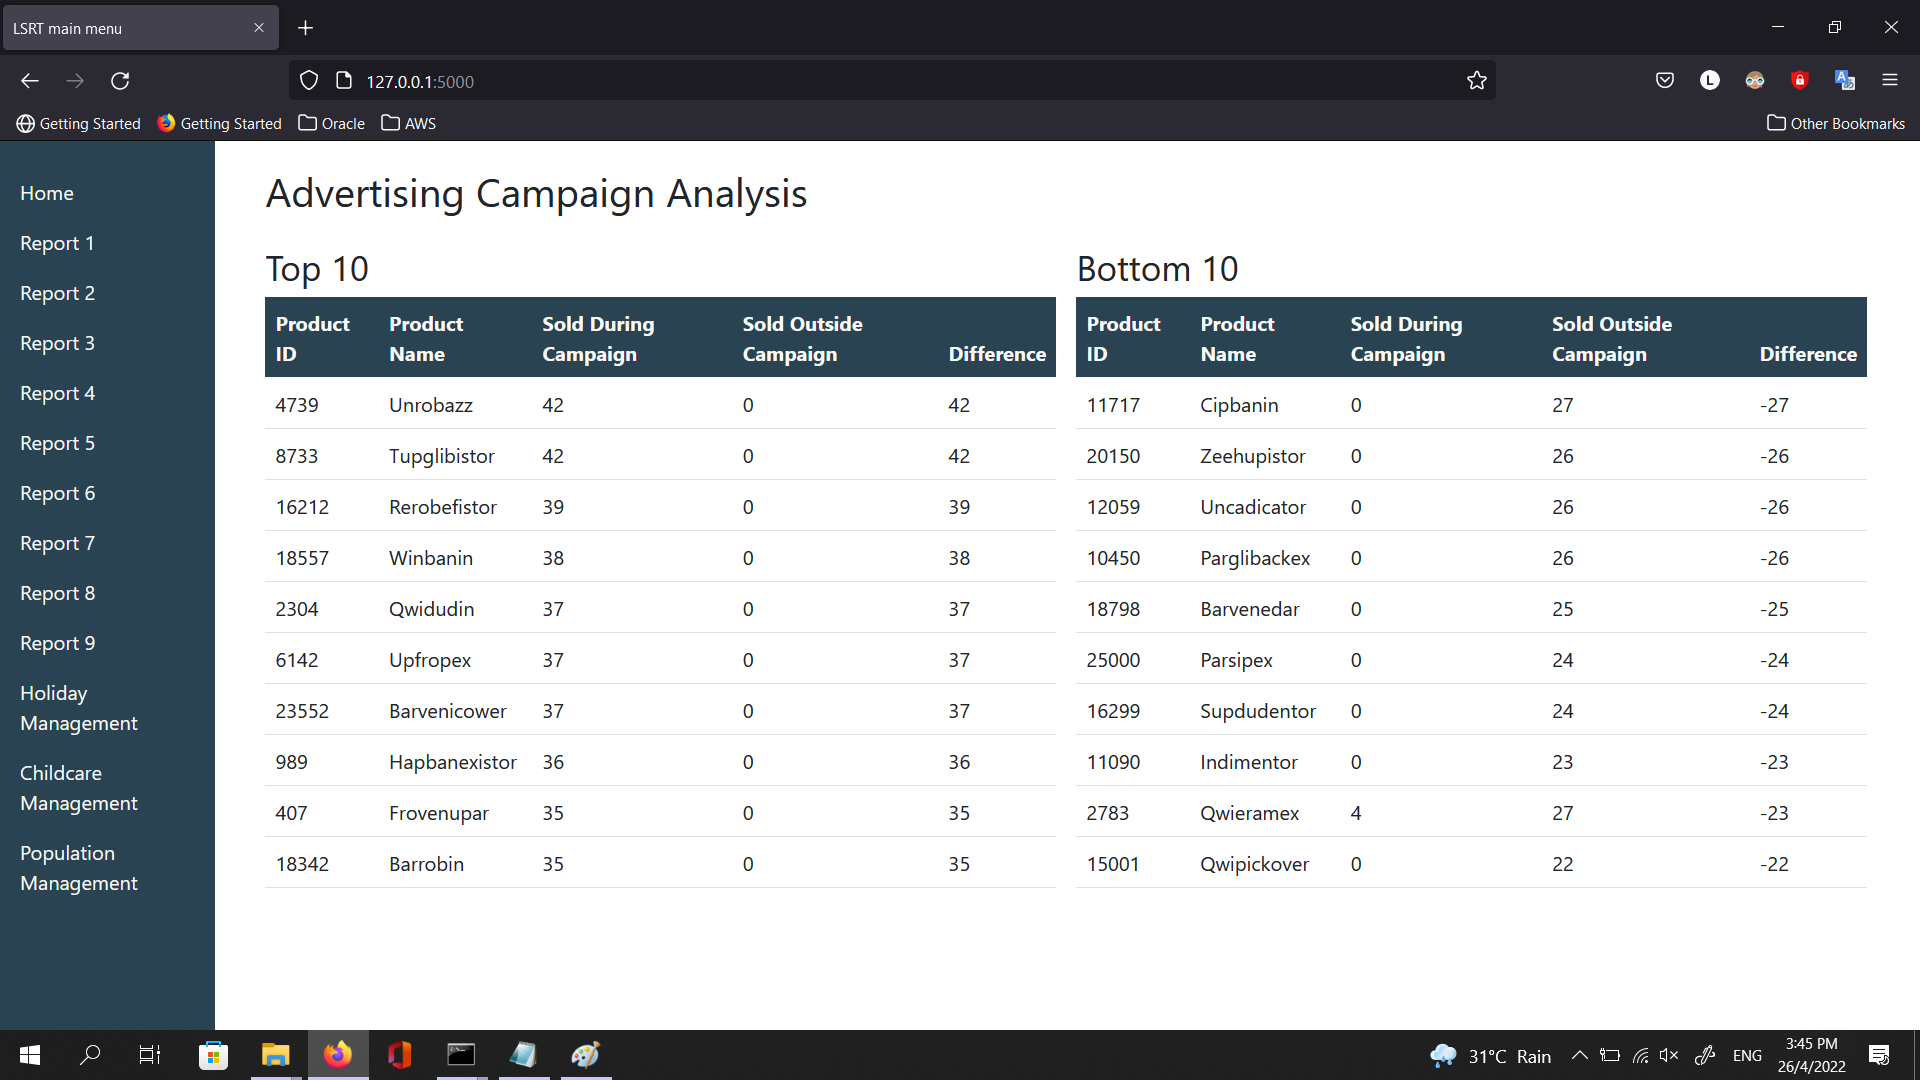 LSRT main menu
127.0.0.1:5000
Getting Started
Getting Started
Oracle
AWS
Other Bookmarks
Home
Report 1
Report 2
Report 3
Report 4
Report 5
Report 6
Report 7
Report 8
Report 9
Holiday
Management
Childcare
Management
Population
Management
Advertising Campaign Analysis
Top 10
Product ID Product Name Sold During Campaign Sold Outside Campaign Difference
4739 Unrobazz 42 0 42
8733 Tupglibistor 42 0 42
16212 Rerobefistor 39 0 39
18557 Winbanin 38 0 38
2304 Qwidudin 37 0 37
6142 Upfropex 37 0 37
23552 Barvenicower 37 0 37
989 Hapbanexistor 36 0 36
407 Frovenupar 35 0 35
18342 Barrobin 35 0 35
Bottom 10
Product ID Product Name Sold During Campaign Sold Outside Campaign Difference
11717 Cipbanin 0 27 -27
20150 Zeehupistor 0 26 -26
12059 Uncadicator 0 26 -26
10450 Parglibackex 0 26 -26
18798 Barvenedar 0 25 -25
25000 Parsipex 0 24 -24
16299 Supdudentor 0 24 -24
11090 Indimentor 0 23 -23
2783 Qwieramex 4 27 -23
15001 Qwipickover 0 22 -22
31°C Rain
ENG
3:45 PM
26/4/2022